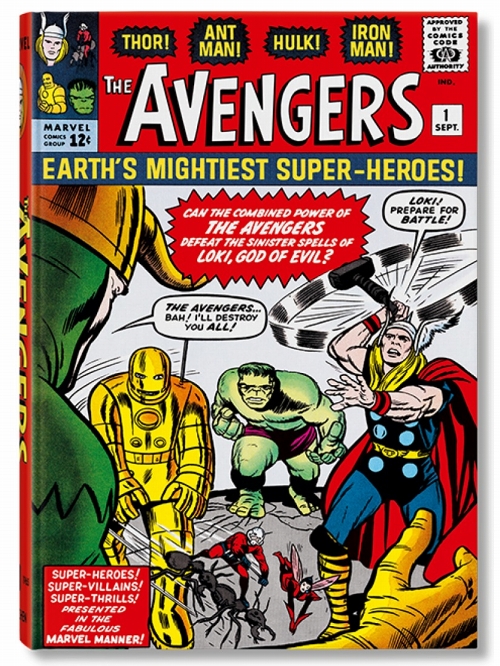 THOR!
ANT
MAN!
HULK!
IRON
MAN!
APPROVED
BY THE
COMICS
CODE
AUTHORITY
MARVEL
COMICS
GROUP 12¢
THE AVENGERS
IND.
1
SEPT.
EARTH'S MIGHTIEST SUPER-HEROES!
CAN THE COMBINED POWER OF
THE AVENGERS
DEFEAT THE SINISTER SPELLS OF
LOKI, GOD OF EVIL?
LOKI!
PREPARE FOR
BATTLE!
THE AVENGERS...
BAH! I'LL DESTROY
YOU ALL!
SUPER-HEROES!
SUPER-VILLAINS!
SUPER-THRILLS!
PRESENTED
IN THE
FABULOUS
MARVEL MANNER!
THE AVENGERS